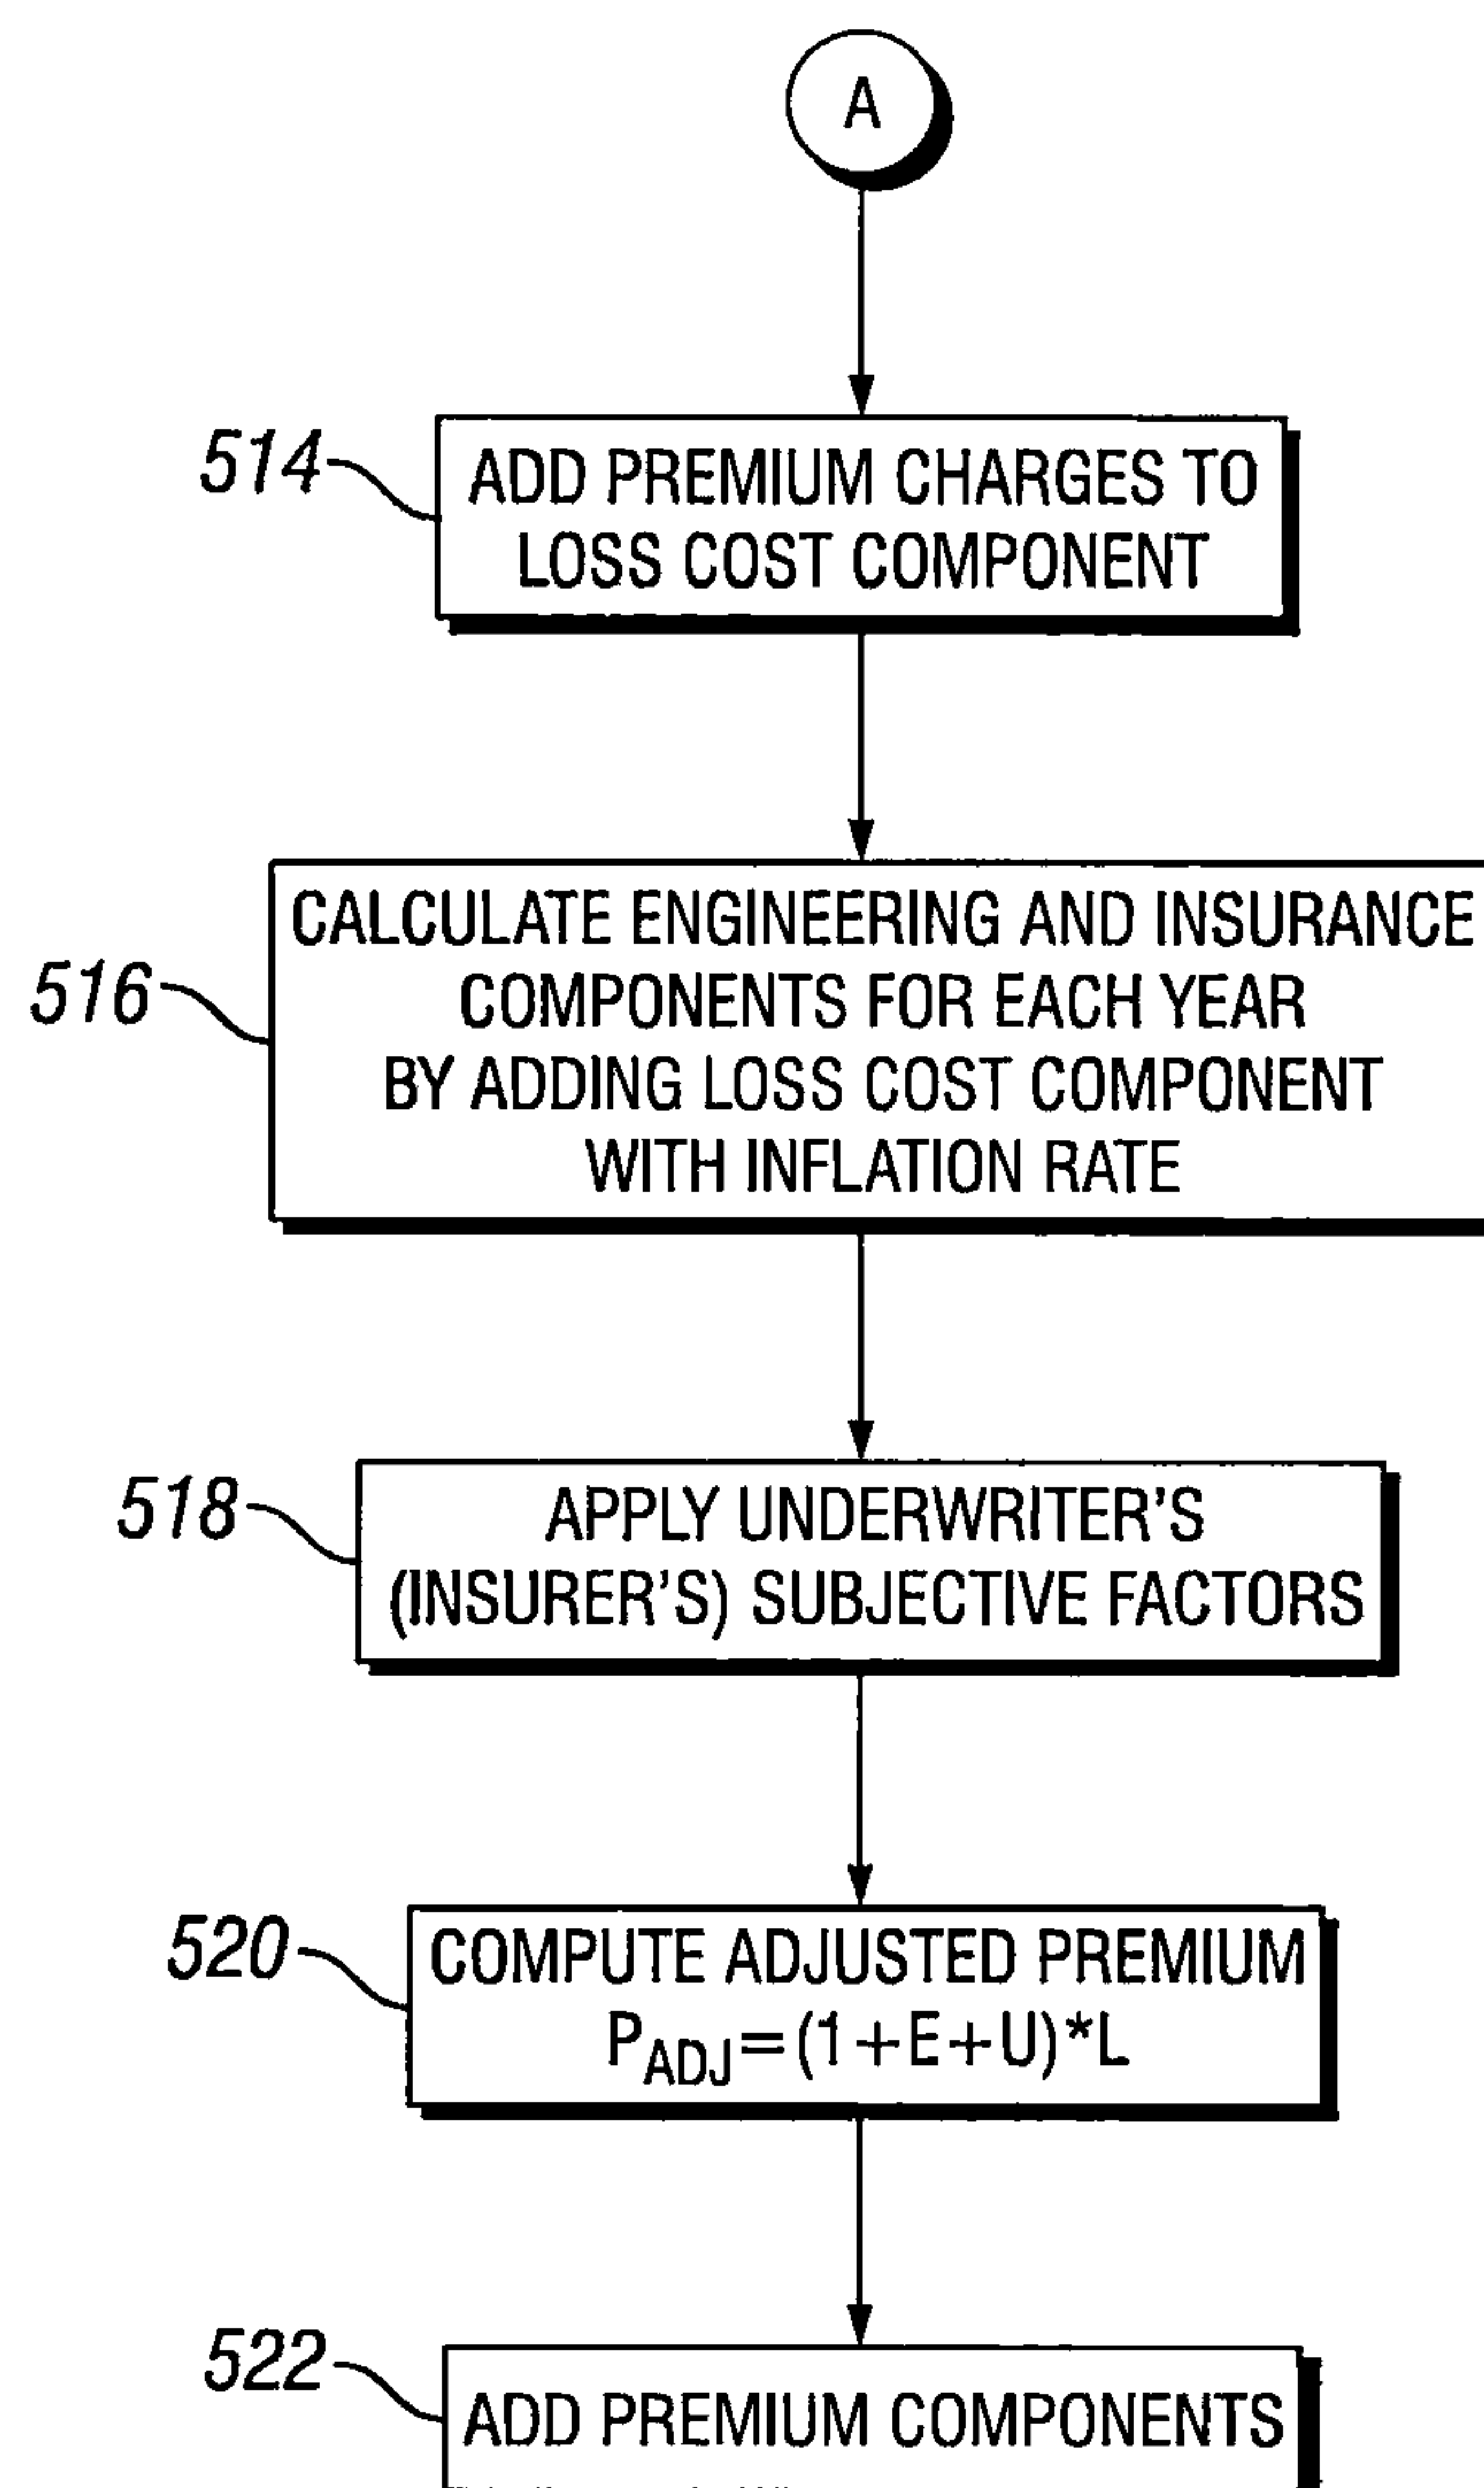 A
514
ADD PREMIUM CHARGES TO
LOSS COST COMPONENT
516
CALCULATE ENGINEERING AND INSURANCE
COMPONENTS FOR EACH YEAR
BY ADDING LOSS COST COMPONENT
WITH INFLATION RATE
518
APPLY UNDERWRITER'S
(INSURER'S) SUBJECTIVE FACTORS
520
COMPUTE ADJUSTED PREMIUM
PADJ=(1+E+U)*L
522
ADD PREMIUM COMPONENTS